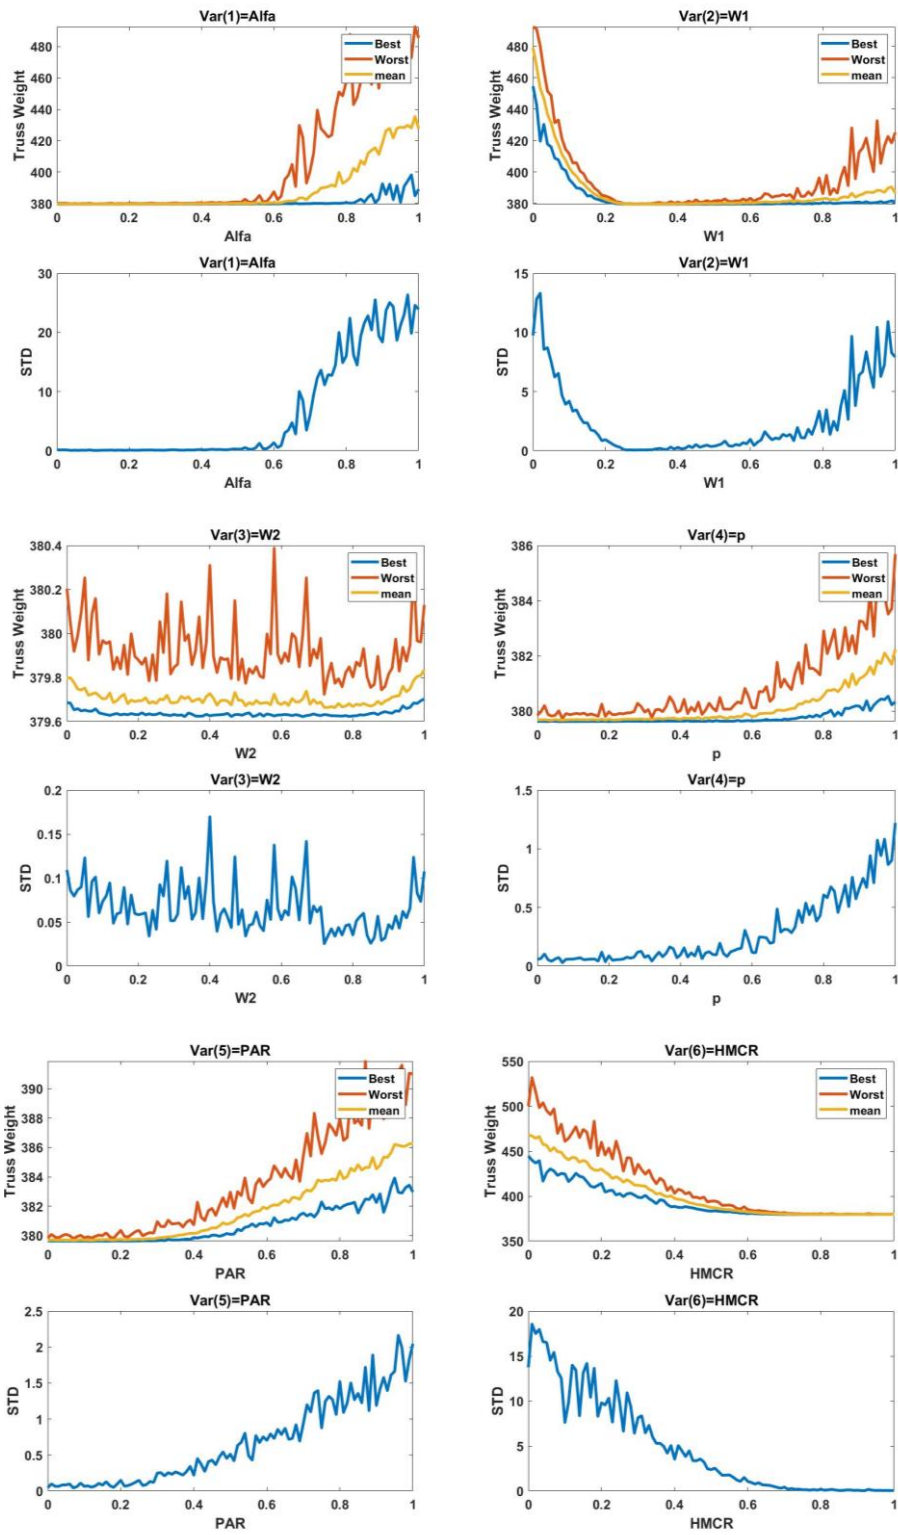 Var(1)=Alfa
Truss Weight
480
460
440
420
400
380
0 0.2 0.4 0.6 0.8 1
Alfa
Best
Worst
mean
Var(2)=W1
Truss Weight
480
460
440
420
400
380
0 0.2 0.4 0.6 0.8 1
W1
Best
Worst
mean
Var(1)=Alfa
STD
30
20
10
0
0 0.2 0.4 0.6 0.8 1
Alfa
Var(2)=W1
STD
15
10
5
0
0 0.2 0.4 0.6 0.8 1
W1
Var(3)=W2
Truss Weight
380.4
380.2
380
379.8
379.6
0 0.2 0.4 0.6 0.8 1
W2
Best
Worst
mean
Var(4)=p
Truss Weight
386
384
382
380
0 0.2 0.4 0.6 0.8 1
p
Best
Worst
mean
Var(3)=W2
STD
0.2
0.15
0.1
0.05
0
0 0.2 0.4 0.6 0.8 1
W2
Var(4)=p
STD
1.5
1
0.5
0
0 0.2 0.4 0.6 0.8 1
p
Var(5)=PAR
Truss Weight
390
388
386
384
382
380
0 0.2 0.4 0.6 0.8 1
PAR
Best
Worst
mean
Var(6)=HMCR
Truss Weight
550
500
450
400
350
0 0.2 0.4 0.6 0.8 1
HMCR
Best
Worst
mean
Var(5)=PAR
STD
2.5
2
1.5
1
0.5
0
0 0.2 0.4 0.6 0.8 1
PAR
Var(6)=HMCR
STD
20
15
10
5
0
0 0.2 0.4 0.6 0.8 1
HMCR